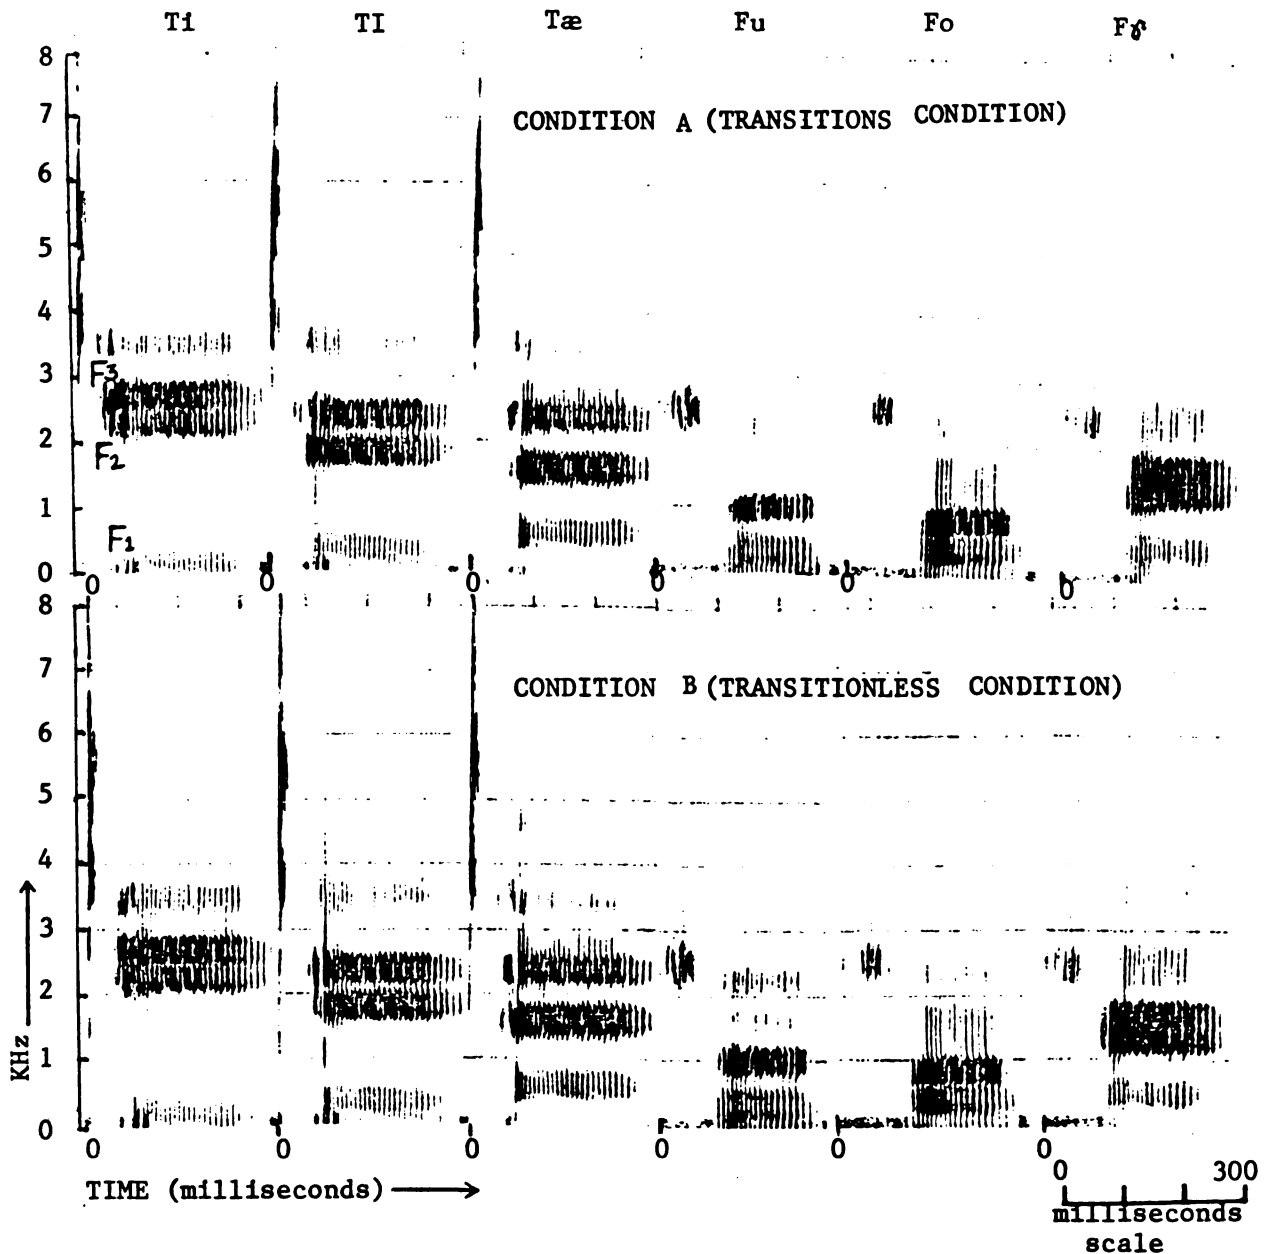 Ti TI Tæ Fu Fo
8
CONDITION A (TRANSITIONS CONDITION)
7
6
5
4
3
F3
2
F2
1
F1
0
0 0 0 0 0 0
8
7
CONDITION B (TRANSITIONLESS CONDITION)
6
5
4
3
2
1
KHz
0
0 0 0 0 0 0
TIME (milliseconds)
0 300
milliseconds
scale